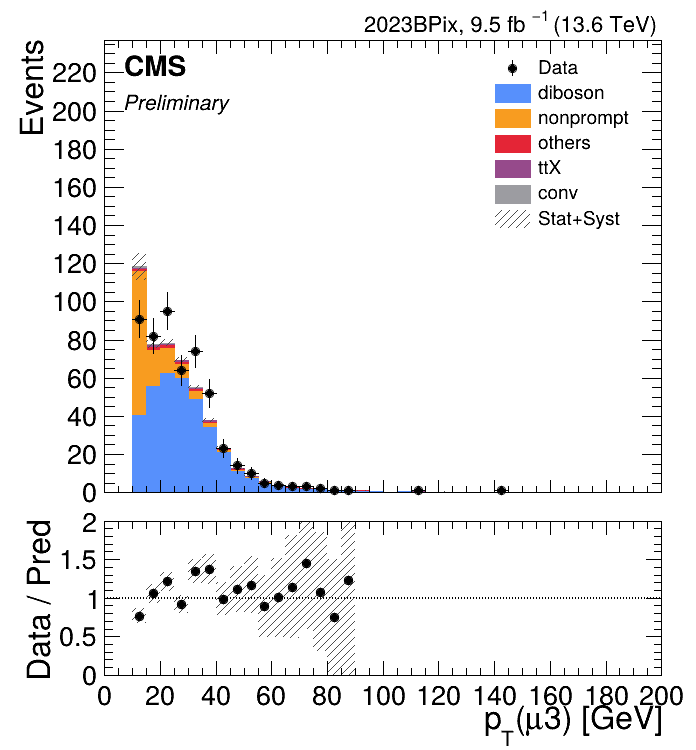 2023BPix, 9.5 fb⁻¹ (13.6 TeV)
CMS
Preliminary
Events
220
200
180
160
140
120
100
80
60
40
20
0
Data
diboson
nonprompt
others
ttX
conv
Stat+Syst
Data / Pred
2
1.5
1
0.5
0
0 20 40 60 80 100 120 140 160 180 200
p_T(μ3) [GeV]